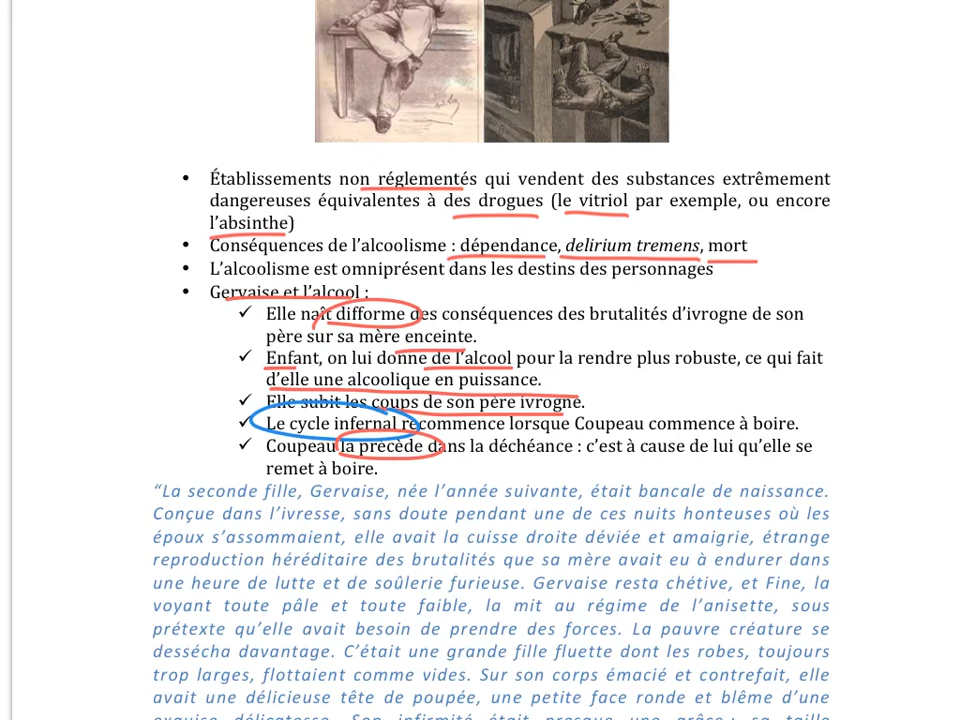 • Établissements non réglementés qui vendent des substances extrêmement
dangereuses équivalentes à des drogues (le vitriol par exemple, ou encore
l'absinthe)
• Conséquences de l'alcoolisme : dépendance, delirium tremens, mort
• L'alcoolisme est omniprésent dans les destins des personnages
• Gervaise et l'alcool :
✓ Elle naît difforme des conséquences des brutalités d'ivrogne de son
père sur sa mère enceinte.
✓ Enfant, on lui donne de l'alcool pour la rendre plus robuste, ce qui fait
d'elle une alcoolique en puissance.
✓ Elle subit les coups de son père ivrogne.
✓ Le cycle infernal recommence lorsque Coupeau commence à boire.
✓ Coupeau la précède dans la déchéance : c'est à cause de lui qu'elle se
remet à boire.
“La seconde fille, Gervaise, née l'année suivante, était bancale de naissance.
Conçue dans l'ivresse, sans doute pendant une de ces nuits honteuses où les
époux s'assommaient, elle avait la cuisse droite déviée et amaigrie, étrange
reproduction héréditaire des brutalités que sa mère avait eu à endurer dans
une heure de lutte et de soûlerie furieuse. Gervaise resta chétive, et Fine, la
voyant toute pâle et toute faible, la mit au régime de l'anisette, sous
prétexte qu'elle avait besoin de prendre des forces. La pauvre créature se
dessécha davantage. C'était une grande fille fluette dont les robes, toujours
trop larges, flottaient comme vides. Sur son corps émacié et contrefait, elle
avait une délicieuse tête de poupée, une petite face ronde et blême d'une
exquise délicatesse. Son infirmité était presque une grâce ; sa taille